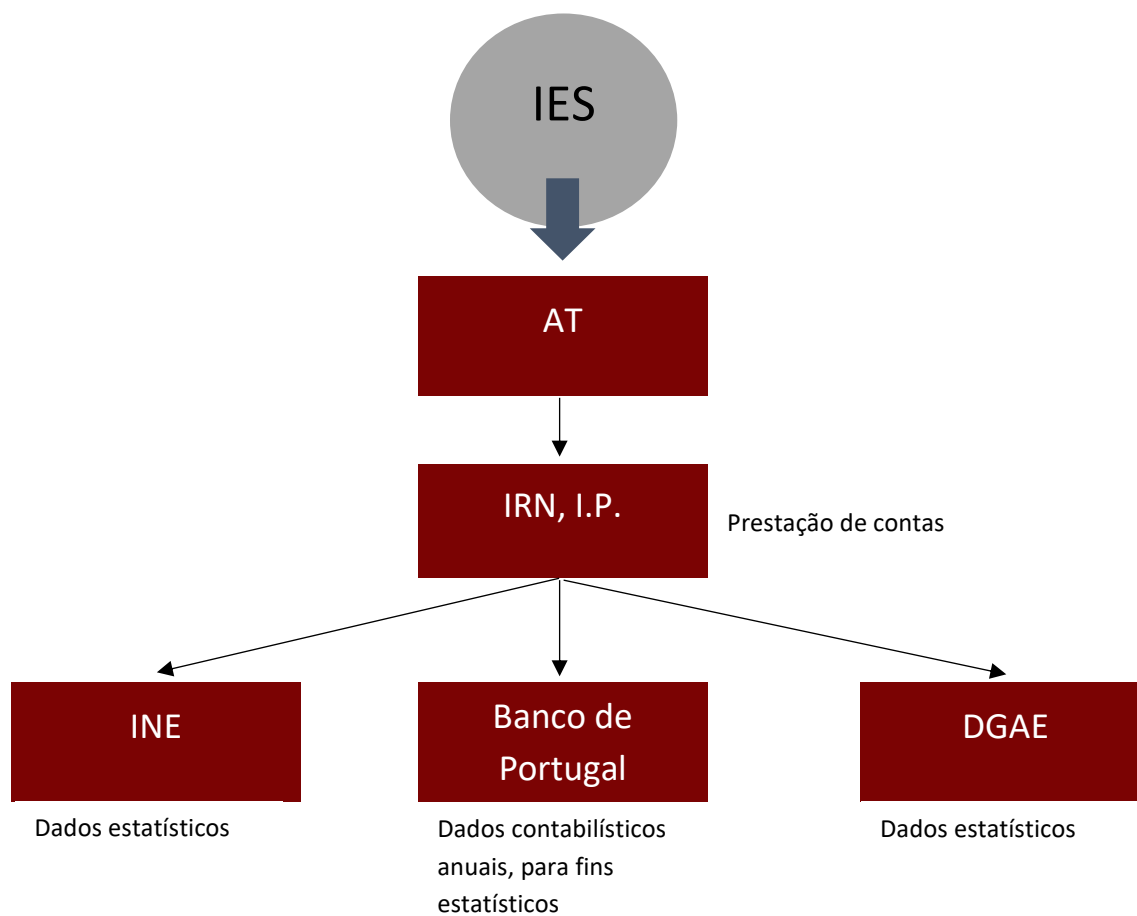 IES
AT
IRN, I.P.
Prestação de contas
INE
Banco de
Portugal
DGAE
Dados estatísticos
Dados contabilísticos
anuais, para fins
estatísticos
Dados estatísticos